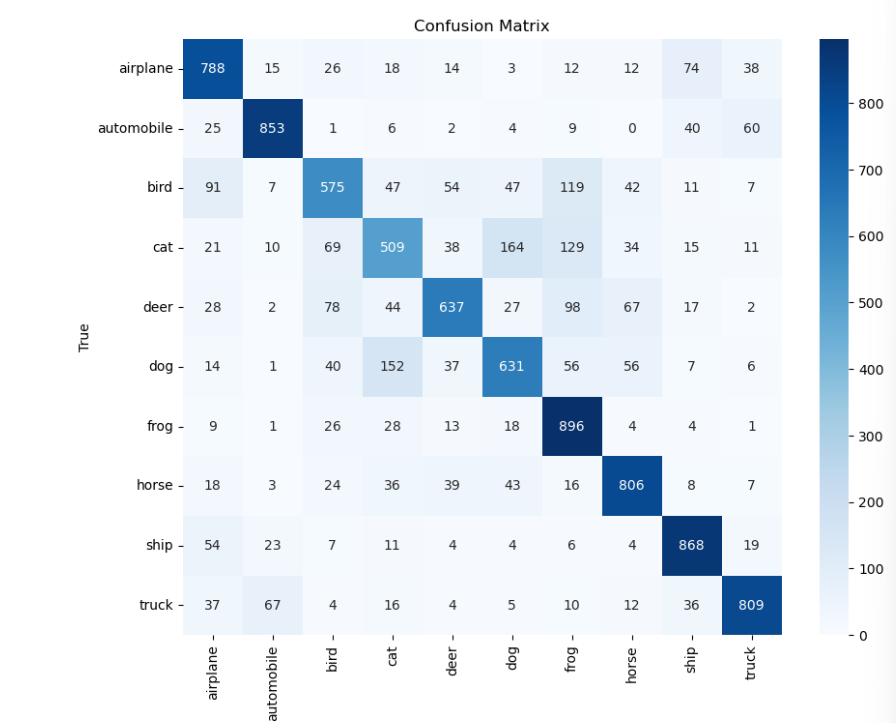 Confusion Matrix
airplane 788 15 26 18 14 3 12 12 74 38
automobile 25 853 1 6 2 4 9 0 40 60
bird 91 7 575 47 54 47 119 42 11 7
cat 21 10 69 509 38 164 129 34 15 11
deer 28 2 78 44 637 27 98 67 17 2
dog 14 1 40 152 37 631 56 56 7 6
frog 9 1 26 28 13 18 896 4 4 1
horse 18 3 24 36 39 43 16 806 8 7
ship 54 23 7 11 4 4 6 4 868 19
truck 37 67 4 16 4 5 10 12 36 809
True
airplane automobile bird cat deer dog frog horse ship truck
800
700
600
500
400
300
200
100
0